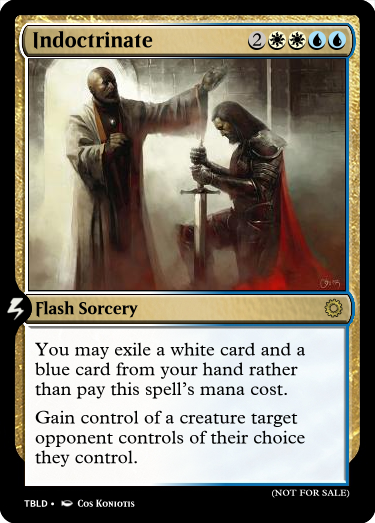 Indoctrinate 2
Flash Sorcery
You may exile a white card and a
blue card from your hand rather
than pay this spell's mana cost.
Gain control of a creature target
opponent controls of their choice
they control.
(NOT FOR SALE)
TBLD • Cos Koniotis